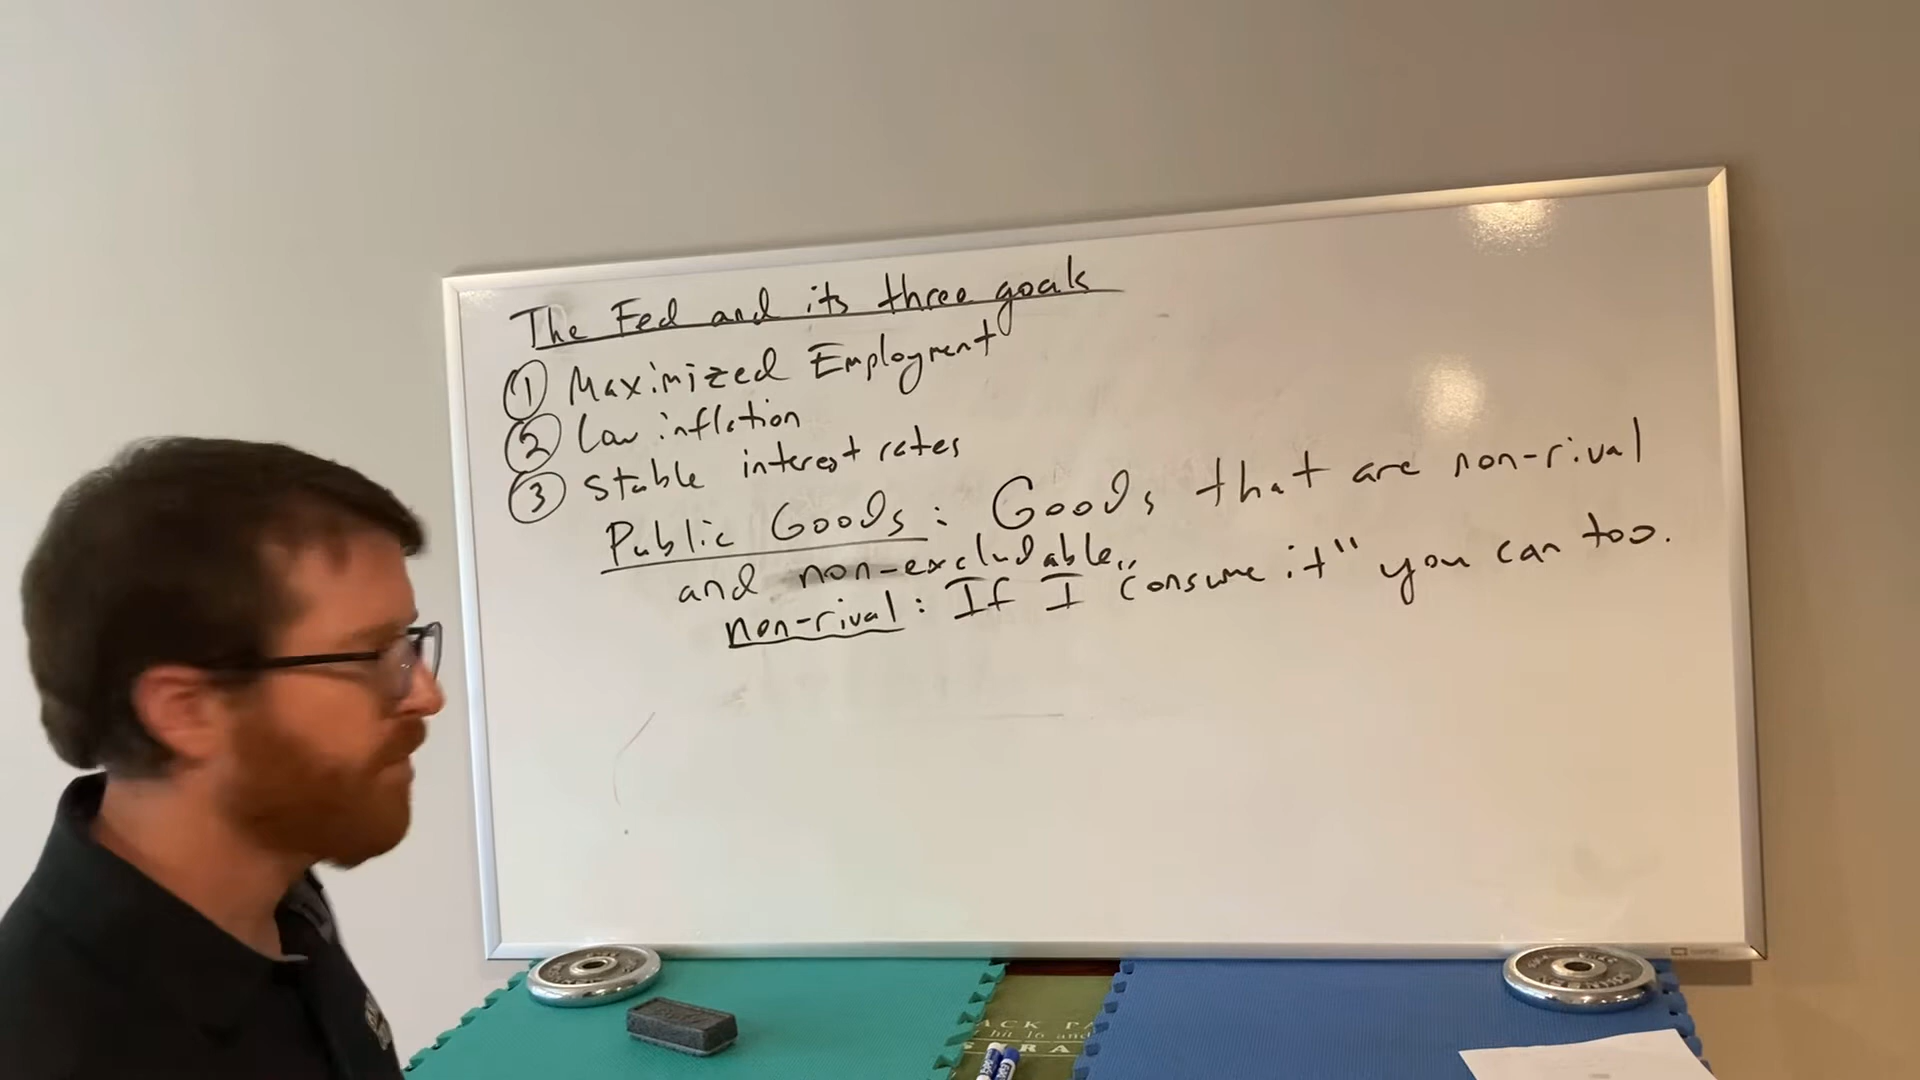 The Fed and its three goals
① Maximized Employment
② Low inflation
③ Stable interest rates
Public Goods: Goods that are non-rival
and non-excludable.
non-rival: "If I consume it" you can too.